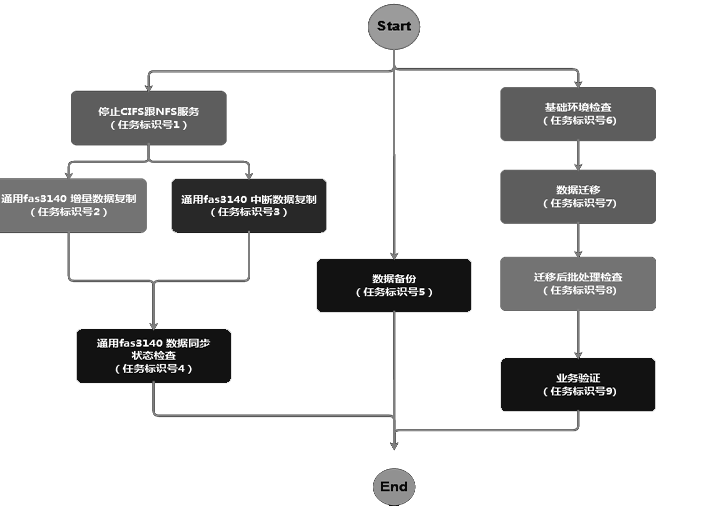 Start
停止CIFS跟NFS服务
（任务标识号1）
通用fas3140 增量数据复制
（任务标识号2）
通用fas3140 中断数据复制
（任务标识号3）
通用fas3140 数据同步
状态检查
（任务标识号4）
数据备份
（任务标识号5）
基础环境检查
（任务标识号6)
数据迁移
（任务标识号7)
迁移后批处理检查
（任务标识号8)
业务验证
（任务标识号9)
End